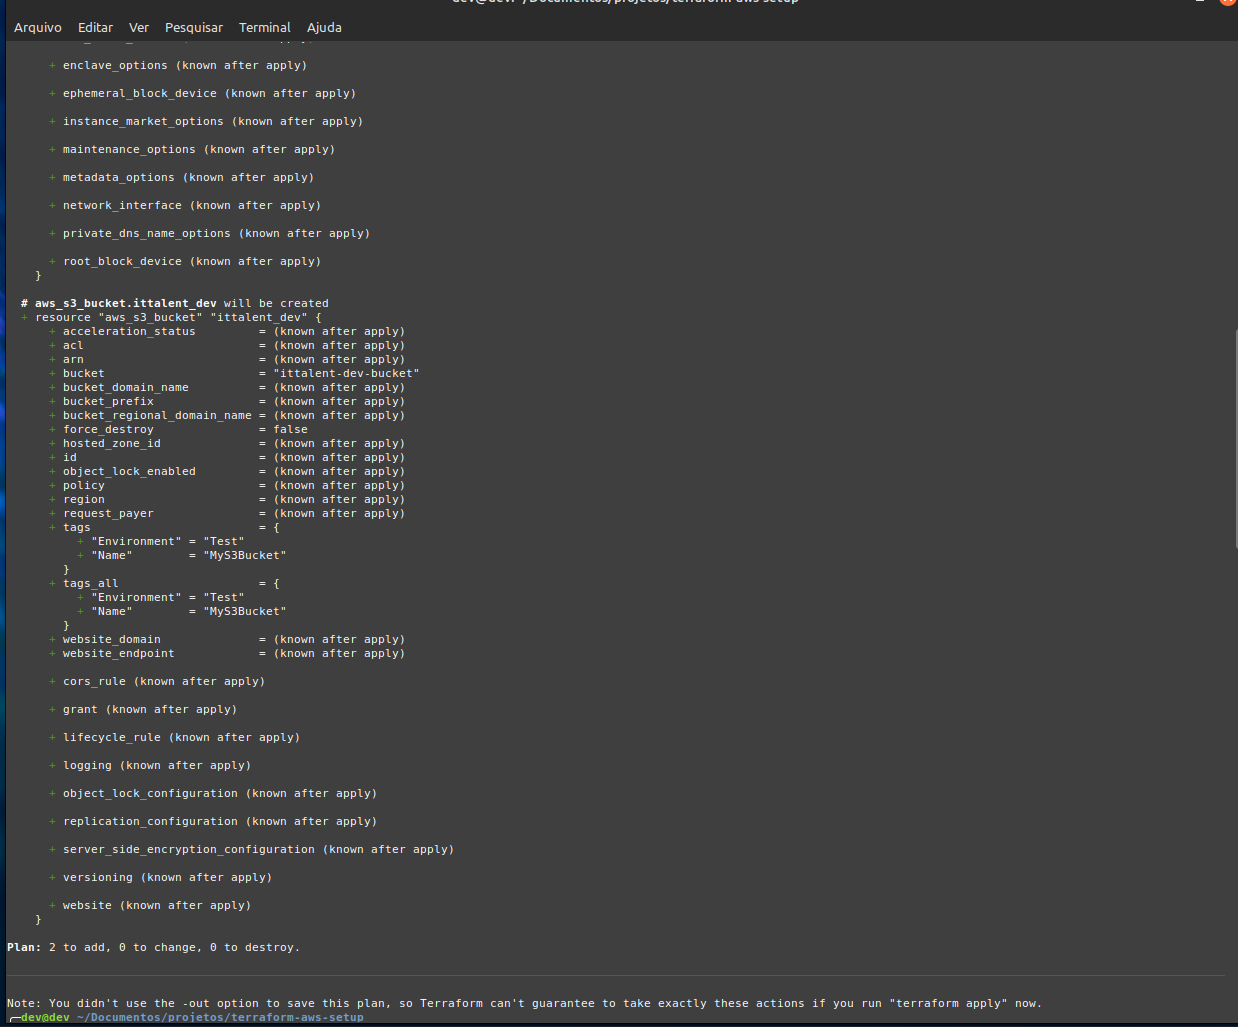 dev@dev: ~/Documentos/projetos/terraform-aws-setup
Arquivo Editar Ver Pesquisar Terminal Ajuda
+ enclave_options (known after apply)
+ ephemeral_block_device (known after apply)
+ instance_market_options (known after apply)
+ maintenance_options (known after apply)
+ metadata_options (known after apply)
+ network_interface (known after apply)
+ private_dns_name_options (known after apply)
+ root_block_device (known after apply)
}
# aws_s3_bucket.ittalent_dev will be created
+ resource "aws_s3_bucket" "ittalent_dev" {
+ acceleration_status = (known after apply)
+ acl = (known after apply)
+ arn = (known after apply)
+ bucket = "ittalent-dev-bucket"
+ bucket_domain_name = (known after apply)
+ bucket_prefix = (known after apply)
+ bucket_regional_domain_name = (known after apply)
+ force_destroy = false
+ hosted_zone_id = (known after apply)
+ id = (known after apply)
+ object_lock_enabled = (known after apply)
+ policy = (known after apply)
+ region = (known after apply)
+ request_payer = (known after apply)
+ tags = {
+ "Environment" = "Test"
+ "Name" = "MyS3Bucket"
}
+ tags_all = {
+ "Environment" = "Test"
+ "Name" = "MyS3Bucket"
}
+ website_domain = (known after apply)
+ website_endpoint = (known after apply)
+ cors_rule (known after apply)
+ grant (known after apply)
+ lifecycle_rule (known after apply)
+ logging (known after apply)
+ object_lock_configuration (known after apply)
+ replication_configuration (known after apply)
+ server_side_encryption_configuration (known after apply)
+ versioning (known after apply)
+ website (known after apply)
}
Plan: 2 to add, 0 to change, 0 to destroy.
Note: You didn't use the -out option to save this plan, so Terraform can't guarantee to take exactly these actions if you run "terraform apply" now.
╭─dev@dev ~/Documentos/projetos/terraform-aws-setup